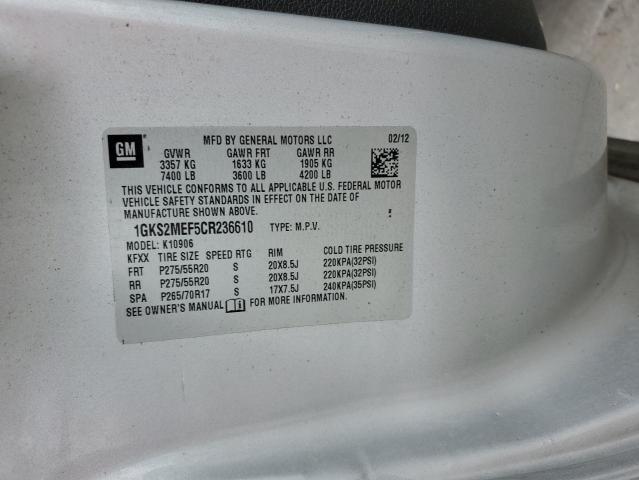 GM
MFD BY GENERAL MOTORS LLC 02/12
GVWR GAWR FRT GAWR RR
3357 KG 1633 KG 1905 KG
7400 LB 3600 LB 4200 LB
THIS VEHICLE CONFORMS TO ALL APPLICABLE U.S. FEDERAL MOTOR
VEHICLE SAFETY STANDARDS IN EFFECT ON THE DATE OF
MANUFACTURE SHOWN ABOVE.
1GKS2MEF5CR236610 TYPE: M.P.V.
MODEL: K10906
KFXX TIRE SIZE SPEED RTG RIM COLD TIRE PRESSURE
FRT P275/55R20 S 20X8.5J 220KPA(32PSI)
RR P275/55R20 S 20X8.5J 220KPA(32PSI)
SPA P265/70R17 S 17X7.5J 240KPA(35PSI)
SEE OWNER'S MANUAL FOR MORE INFORMATION.